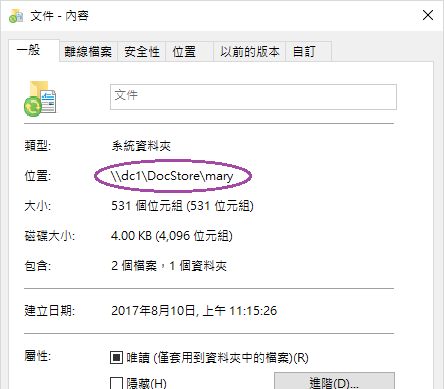 文件 - 內容
一般 離線檔案 安全性 位置 以前的版本 自訂
文件
類型: 系統資料夾
位置: \\dc1\DocStore\mary
大小: 531 個位元組 (531 位元組)
磁碟大小: 4.00 KB (4,096 位元組)
包含: 2 個檔案，1 個資料夾
建立日期: 2017年8月10日, 上午 11:15:26
屬性: 唯讀 (僅套用到資料夾中的檔案)(R)
隱藏(H) 進階(D)...